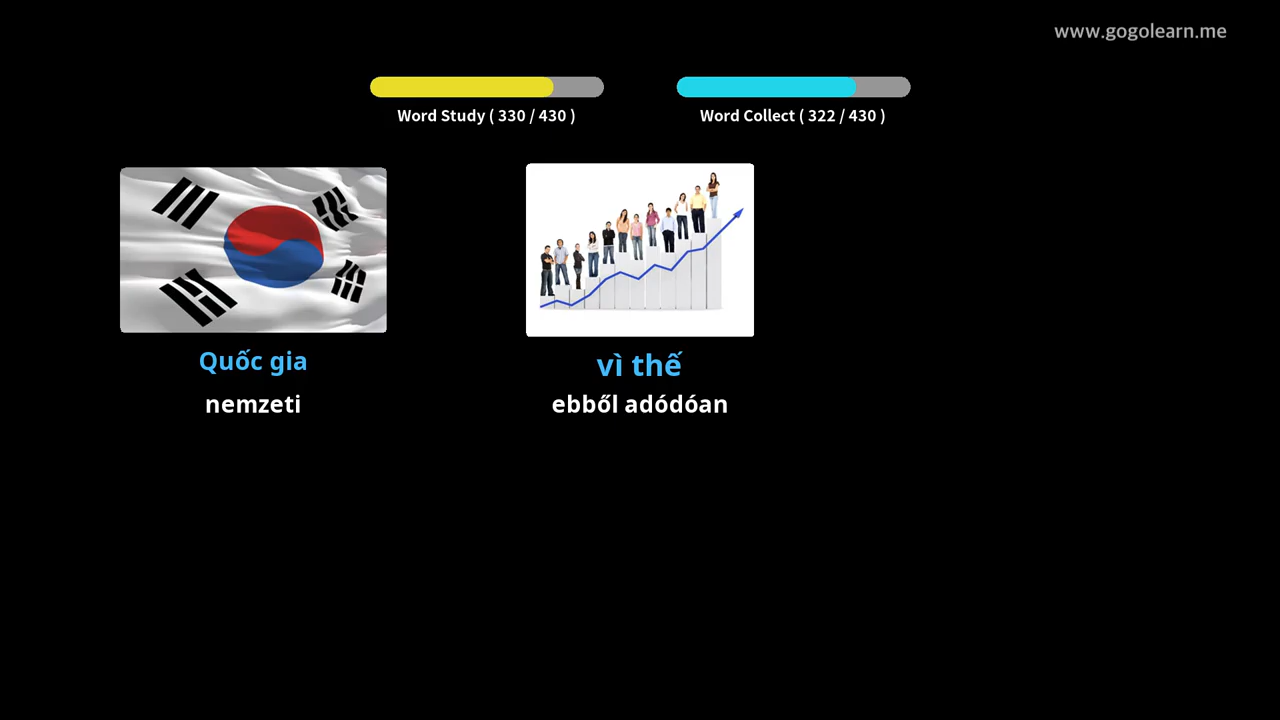 www.gogolearn.me
Word Study ( 330 / 430 )
Word Collect ( 322 / 430 )
Quốc gia
nemzeti
vì thế
ebből adódóan